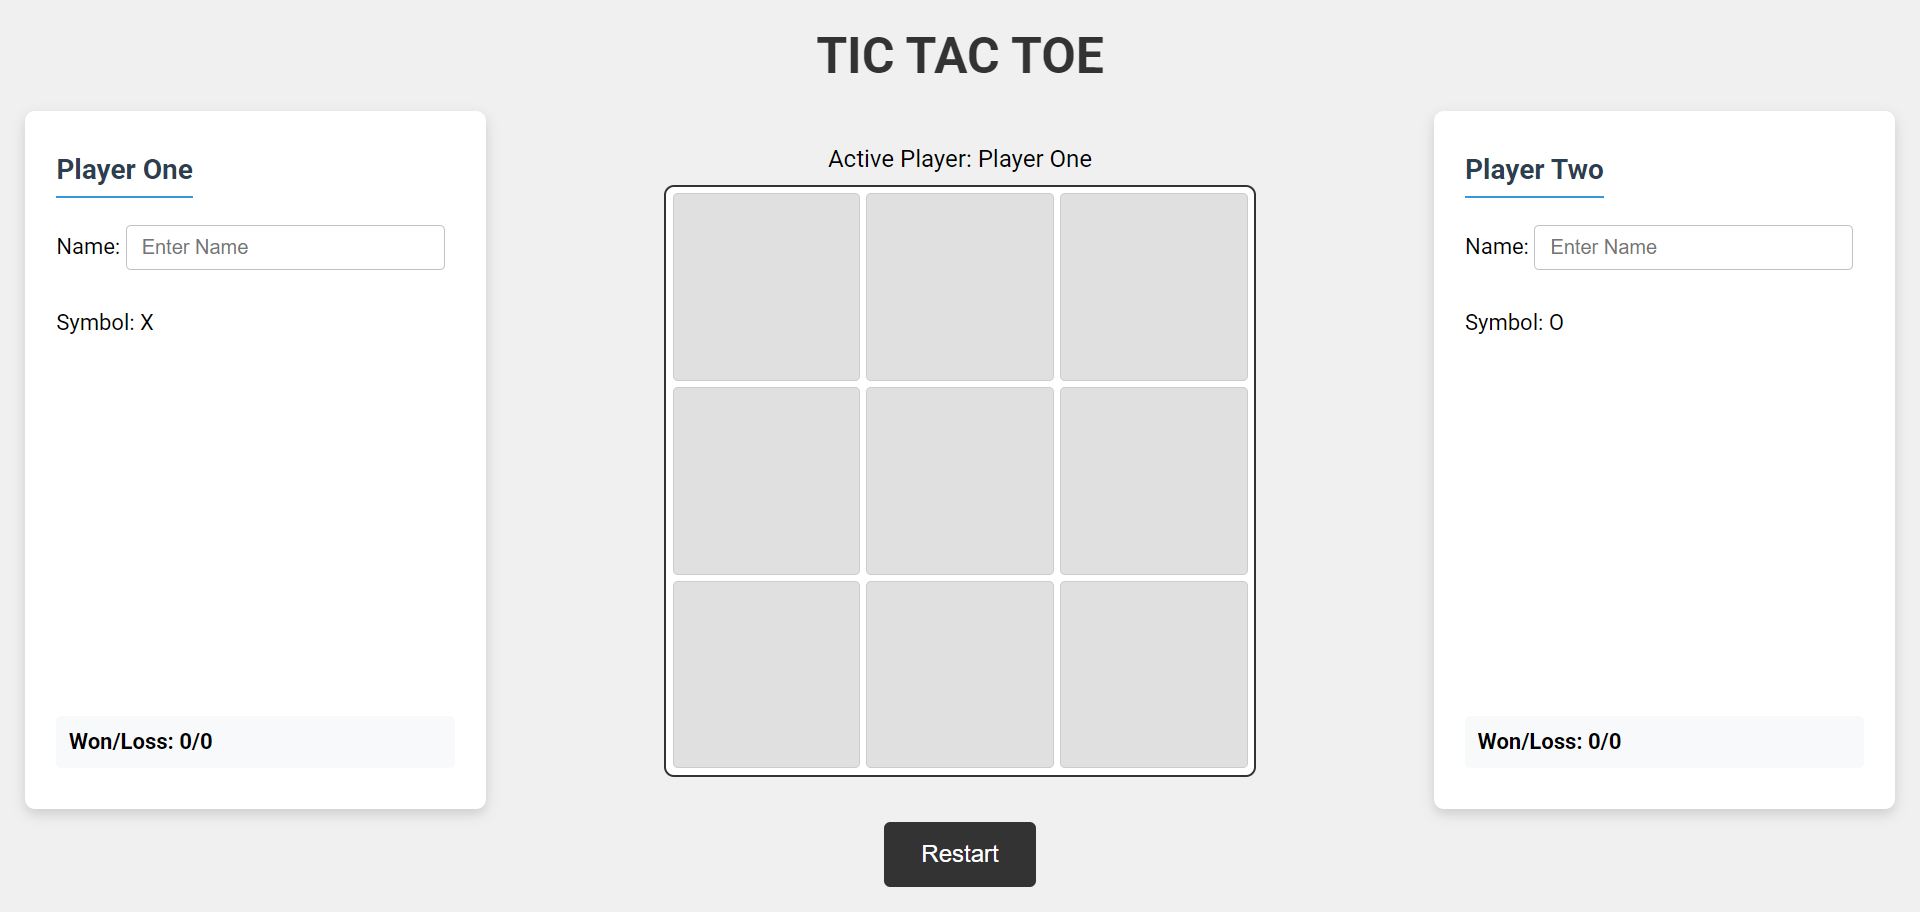 TIC TAC TOE
Player One
Name: Enter Name
Symbol: X
Won/Loss: 0/0
Active Player: Player One
Restart
Player Two
Name: Enter Name
Symbol: O
Won/Loss: 0/0